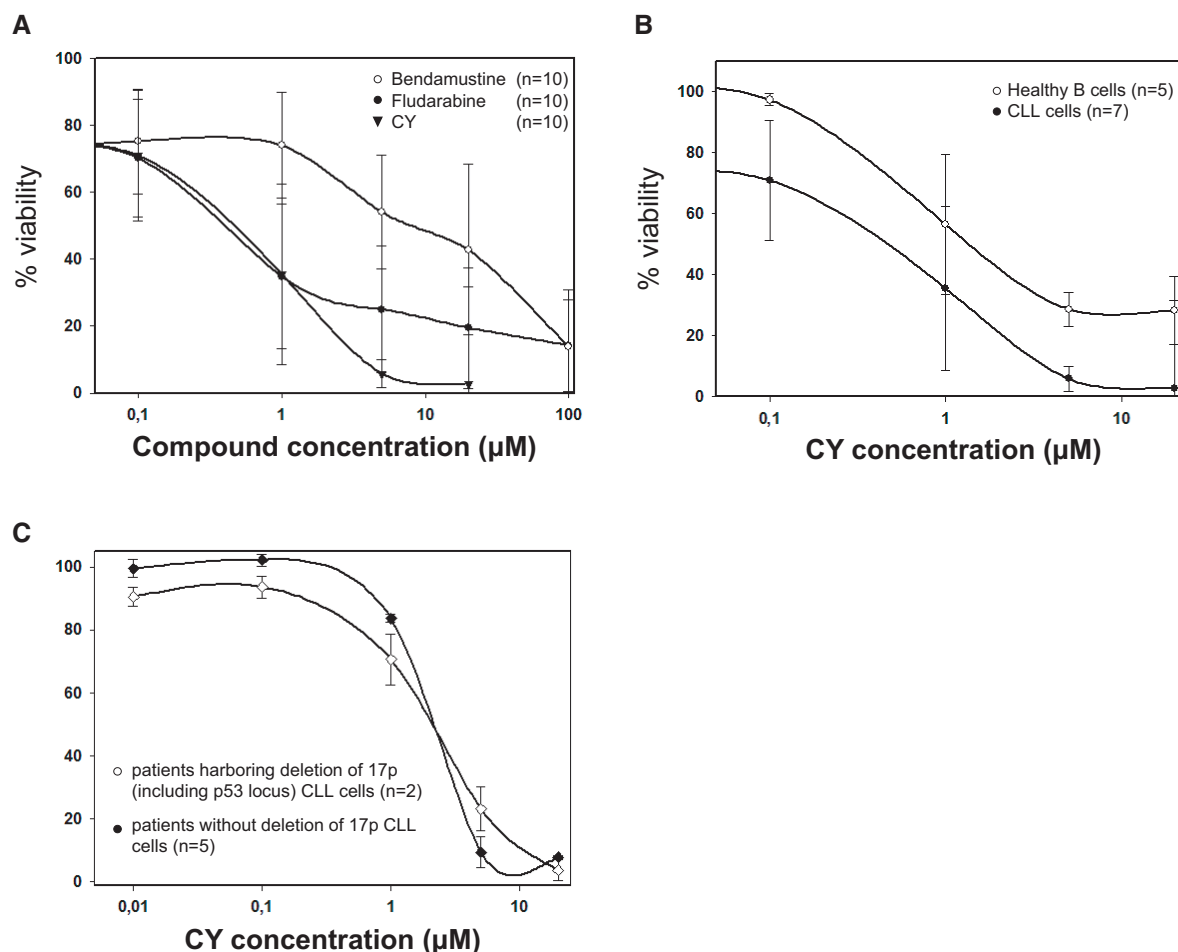 A
100
80
60
40
20
0
% viability
Bendamustine (n=10)
Fludarabine (n=10)
CY (n=10)
0,1 1 10 100
Compound concentration (µM)
B
100
80
60
40
20
0
% viability
Healthy B cells (n=5)
CLL cells (n=7)
0,1 1 10
CY concentration (µM)
C
100
80
60
40
20
0
patients harboring deletion of 17p
(including p53 locus) CLL cells (n=2)
patients without deletion of 17p CLL
cells (n=5)
0,01 0,1 1 10
CY concentration (µM)